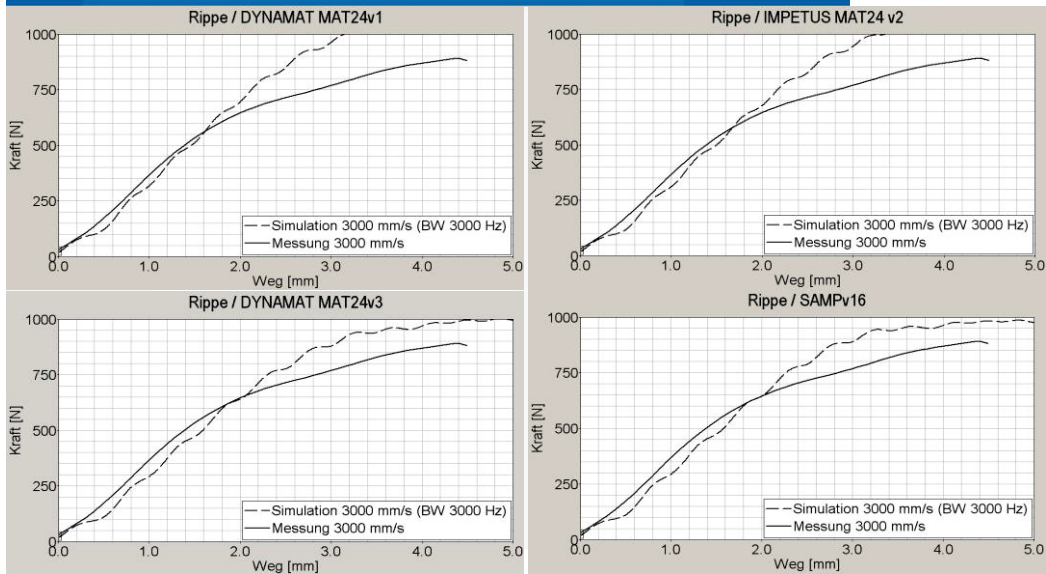 Rippe / DYNAMAT MAT24v1
Kraft [N]
1000
750
500
250
0
0.0 1.0 2.0 3.0 4.0 5.0
Weg [mm]
Simulation 3000 mm/s (BW 3000 Hz)
Messung 3000 mm/s
Rippe / IMPETUS MAT24 v2
Kraft [N]
1000
750
500
250
0
0.0 1.0 2.0 3.0 4.0 5.0
Weg [mm]
Simulation 3000 mm/s (BW 3000 Hz)
Messung 3000 mm/s
Rippe / DYNAMAT MAT24v3
Kraft [N]
1000
750
500
250
0
0.0 1.0 2.0 3.0 4.0 5.0
Weg [mm]
Simulation 3000 mm/s (BW 3000 Hz)
Messung 3000 mm/s
Rippe / SAMPv16
Kraft [N]
1000
750
500
250
0
0.0 1.0 2.0 3.0 4.0 5.0
Weg [mm]
Simulation 3000 mm/s (BW 3000 Hz)
Messung 3000 mm/s